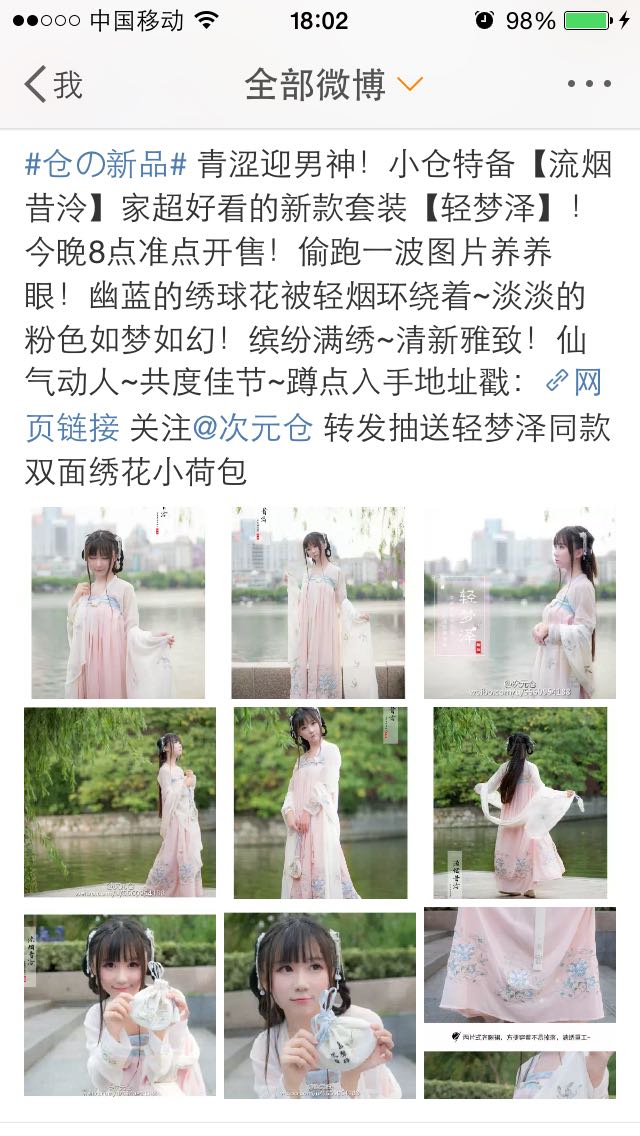 中国移动 18:02 98%
我 全部微博
#仓の新品# 青涩迎男神！小仓特备【流烟
昔泠】家超好看的新款套装【轻梦泽】！
今晚8点准点开售！偷跑一波图片养养
眼！幽蓝的绣球花被轻烟环绕着~淡淡的
粉色如梦如幻！缤纷满绣~清新雅致！仙
气动人~共度佳节~蹲点入手地址戳：网
页链接 关注@次元仓 转发抽送轻梦泽同款
双面绣花小荷包
轻梦泽
@次元仓
流烟昔泠